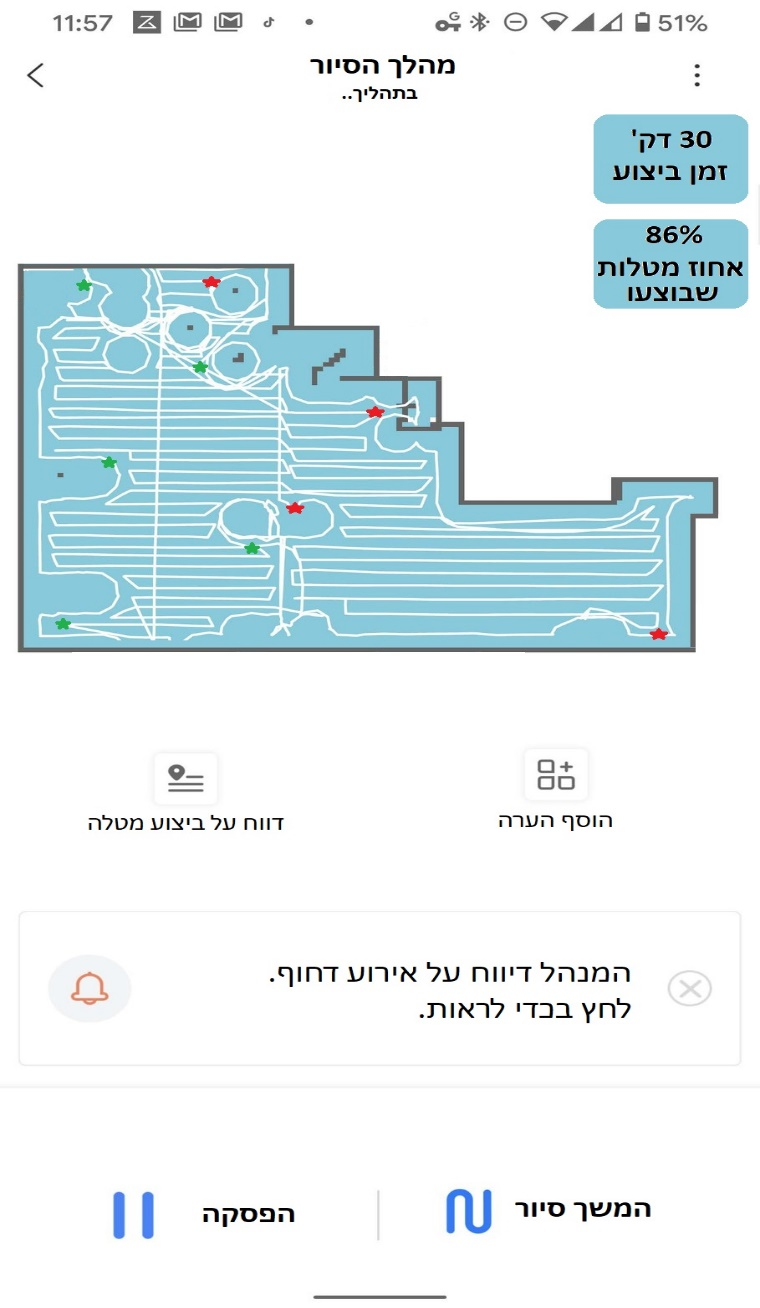 11:57
51%
מהלך הסיור
בתהליך..
30 דק'
זמן ביצוע
86%
אחוז מטלות
שבוצעו
הוסף הערה
דווח על ביצוע מטלה
המנהל דיווח על אירוע דחוף.
לחץ בכדי לראות.
המשך סיור
הפסקה